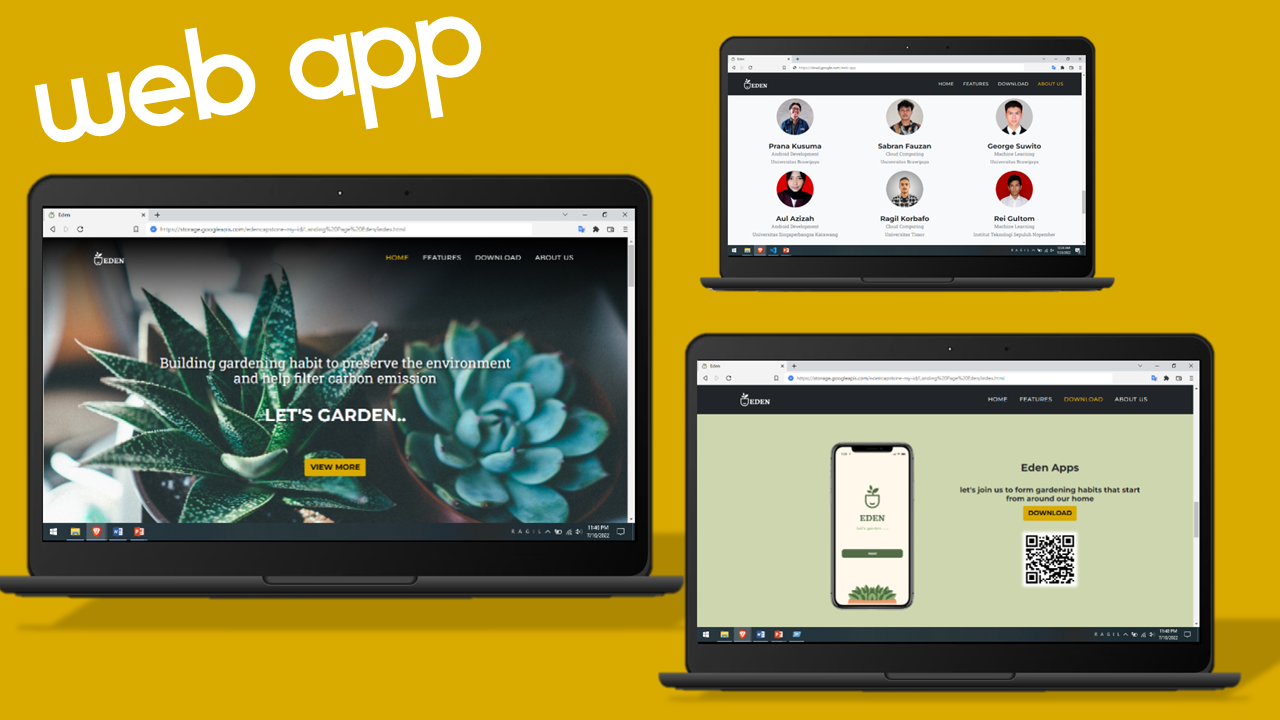 web app
Eden
https://storage.googleapis.com/edencapstone-my-id/Landing%20Page%20Eden/index.html
EDEN
HOME FEATURES DOWNLOAD ABOUT US
Building gardening habit to preserve the environment
and help filter carbon emission
LET'S GARDEN..
VIEW MORE
R A G I L
11:40 PM
7/10/2022
Eden
EDEN
HOME FEATURES DOWNLOAD ABOUT US
Prana Kusuma Sabran Fauzan George Suwito
Android Development Cloud Computing Machine Learning
Universitas Brawijaya Universitas Brawijaya Universitas Brawijaya
Aul Azizah Ragil Korbafo Rei Gultom
Android Development Cloud Computing Machine Learning
Universitas Singaperbangsa Karawang Universitas Timor Institut Teknologi Sepuluh Nopember
R A G I L
Eden
https://storage.googleapis.com/edencapstone-my-id/Landing%20Page%20Eden/index.html
EDEN
HOME FEATURES DOWNLOAD ABOUT US
EDEN
Let's garden
Eden Apps
let's join us to form gardening habits that start
from around our home
DOWNLOAD
R A G I L
11:40 PM
7/10/2022